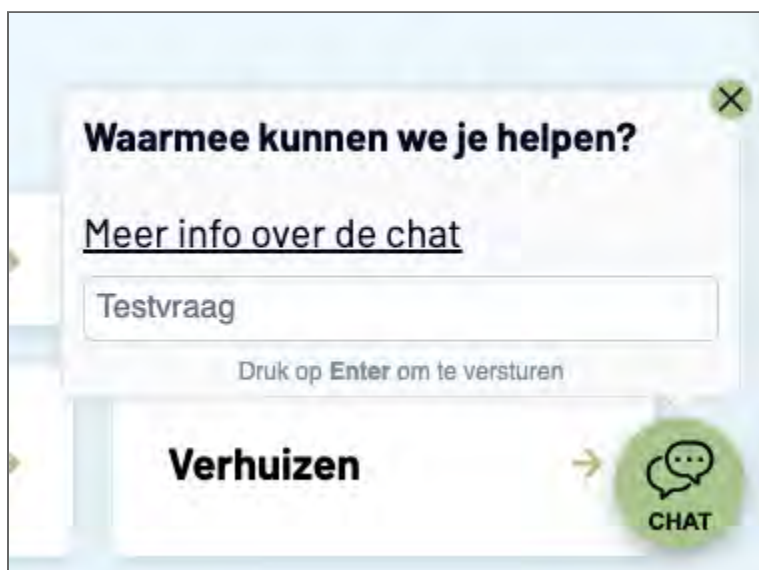 Waarmee kunnen we je helpen?
Meer info over de chat
Testvraag
Druk op Enter om te versturen
Verhuizen
CHAT